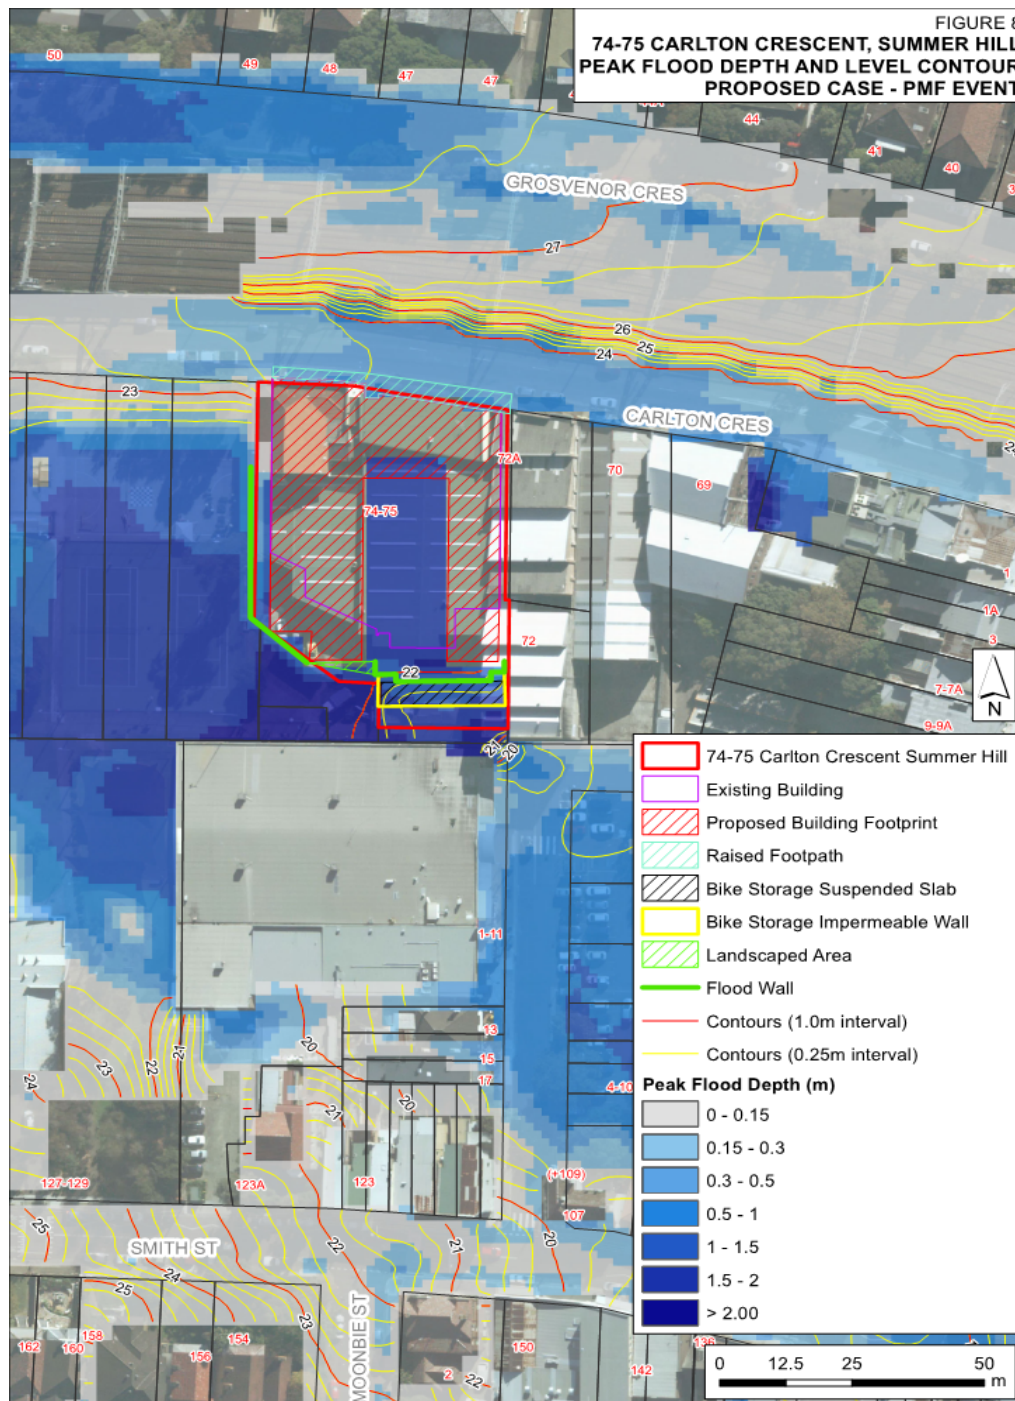 FIGURE 8
74-75 CARLTON CRESCENT, SUMMER HILL
PEAK FLOOD DEPTH AND LEVEL CONTOUR
PROPOSED CASE - PMF EVENT
50
49
48
47
47
44
41
40
GROSVENOR CRES
27
26
25
24
23
CARLTON CRES
72A
70
69
74-75
1
1A
3
72
22
7-7A
N
9-9A
21
20
74-75 Carlton Crescent Summer Hill
Existing Building
Proposed Building Footprint
Raised Footpath
Bike Storage Suspended Slab
Bike Storage Impermeable Wall
Landscaped Area
Flood Wall
Contours (1.0m interval)
Contours (0.25m interval)
Peak Flood Depth (m)
0 - 0.15
0.15 - 0.3
0.3 - 0.5
0.5 - 1
1 - 1.5
1.5 - 2
> 2.00
1-11
13
15
17
4-10
20
21
22
23
24
20
21
127-129
123A
123
(+109)
107
25
SMITH ST
24
25
22
21
20
23
MOONBIE ST
162
160
158
156
154
2
22
150
142
136
0 12.5 25 50
m